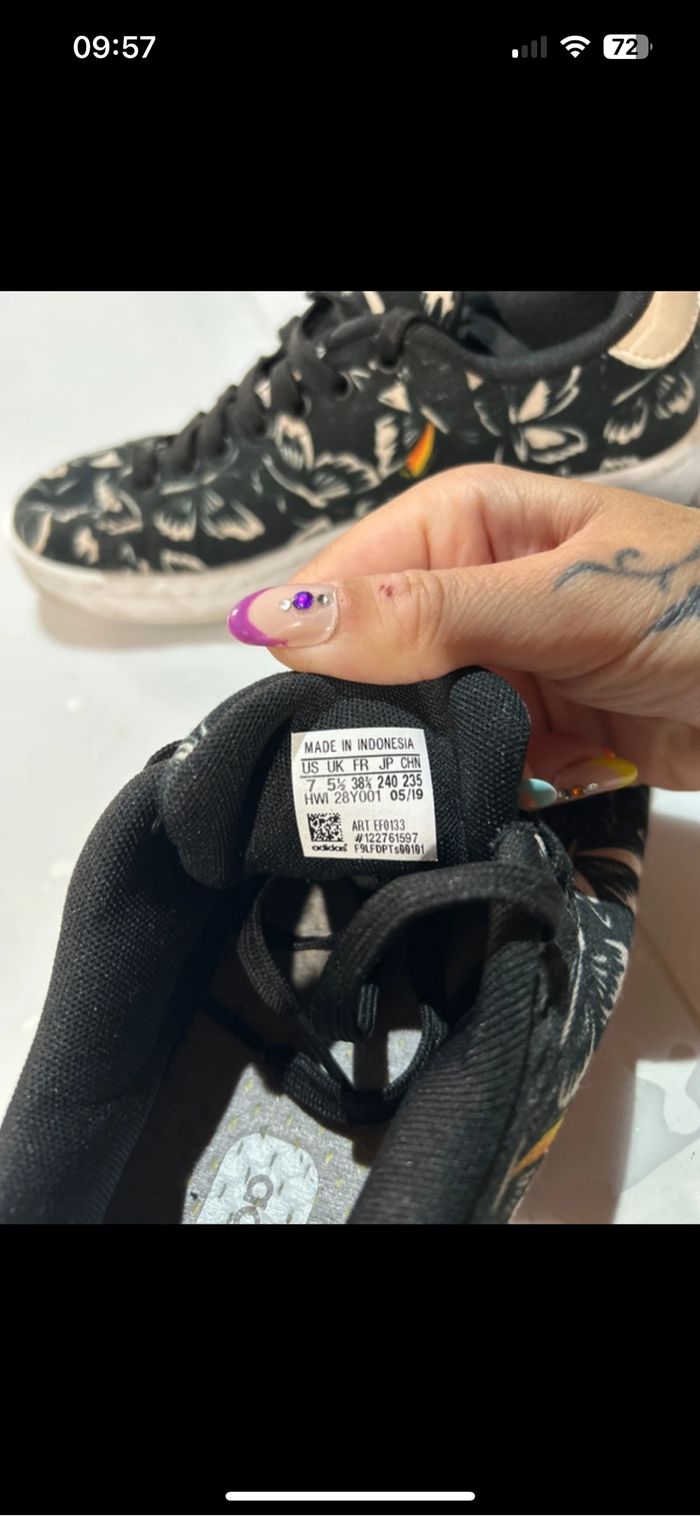 09:57
72
MADE IN INDONESIA
US UK FR JP CHN
7 5½ 38⅔ 240 235
HWI 28Y001 05/19
ART EF0133
#122761597
adidas F9LFDPTs00101